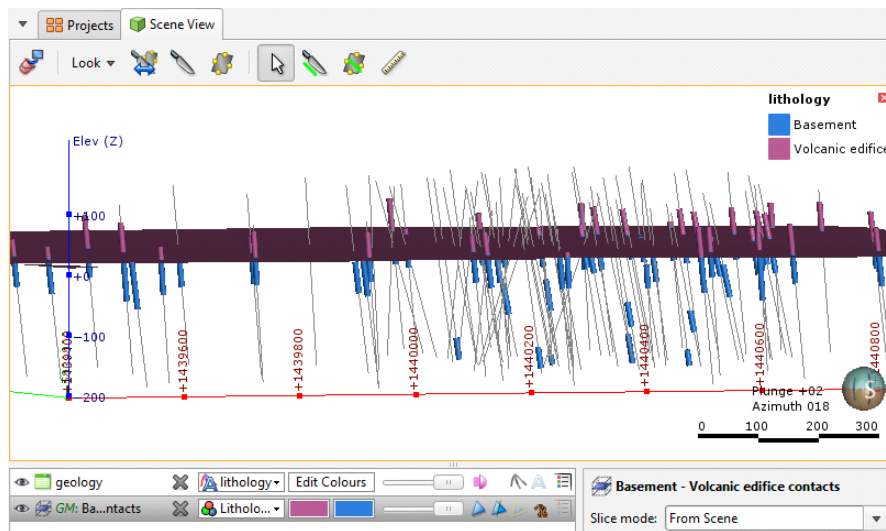 Projects
Scene View
Look
lithology
Basement
Volcanic edifice
Elev (Z)
+100
+0
-100
-200
+1439400
+1439600
+1439800
+1440000
+1440200
+1440400
+1440600
+1440800
Plunge +02
Azimuth 018
S
0 100 200 300
geology
lithology
Edit Colours
GM: Ba...ntacts
Litholo...
Basement - Volcanic edifice contacts
Slice mode: From Scene